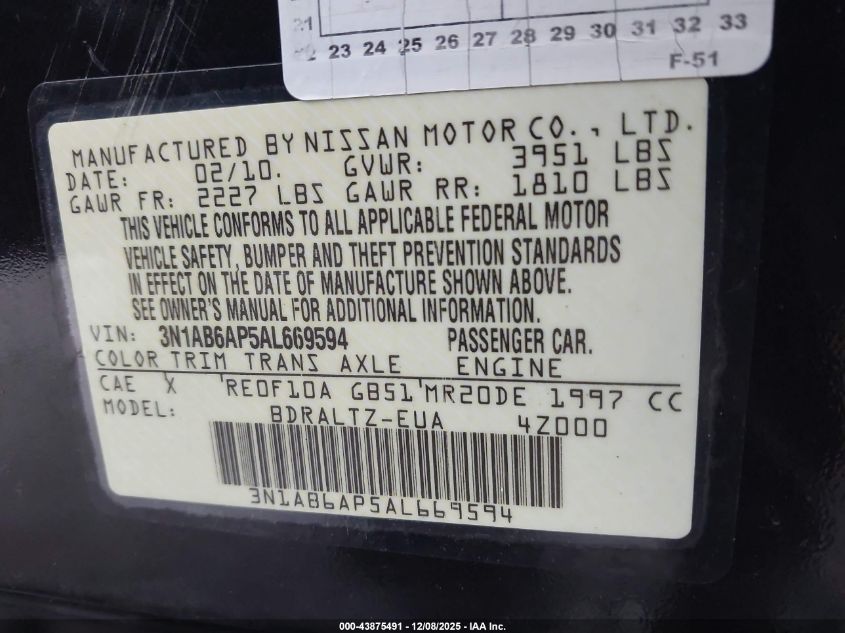 21
23 24 25 26 27 28 29 30 31 32 33
F-51
MANUFACTURED BY NISSAN MOTOR CO., LTD.
DATE: 02/10. GVWR: 3951 LBS
GAWR FR: 2227 LBS GAWR RR: 1810 LBS
THIS VEHICLE CONFORMS TO ALL APPLICABLE FEDERAL MOTOR
VEHICLE SAFETY, BUMPER AND THEFT PREVENTION STANDARDS
IN EFFECT ON THE DATE OF MANUFACTURE SHOWN ABOVE.
SEE OWNER'S MANUAL FOR ADDITIONAL INFORMATION.
VIN: 3N1AB6AP5AL669594 PASSENGER CAR.
COLOR TRIM TRANS AXLE ENGINE
CAE X RE0F10A GB51 MR20DE 1997 CC
MODEL: BDRALTZ-EUA 4Z000
3N1AB6AP5AL669594
000-43875491 - 12/08/2025 - IAA Inc.